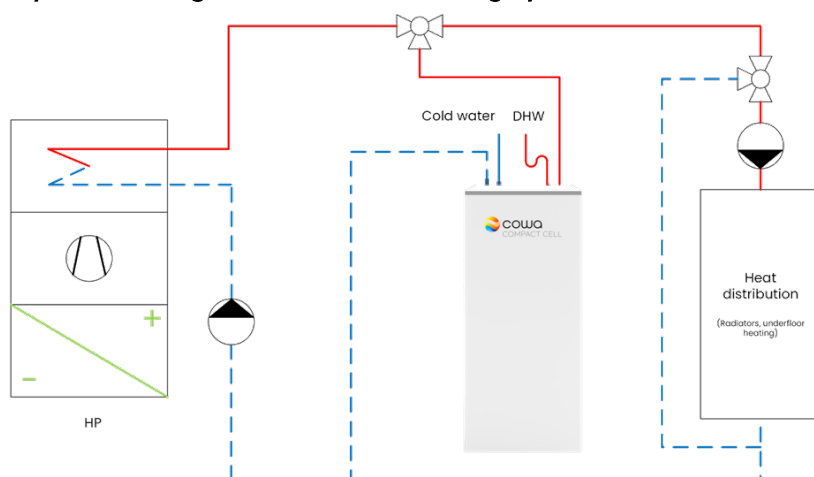 Cold water
DHW
cowa
COMPACT CELL
Heat
distribution
(Radiators, underfloor
heating)
+
-
HP